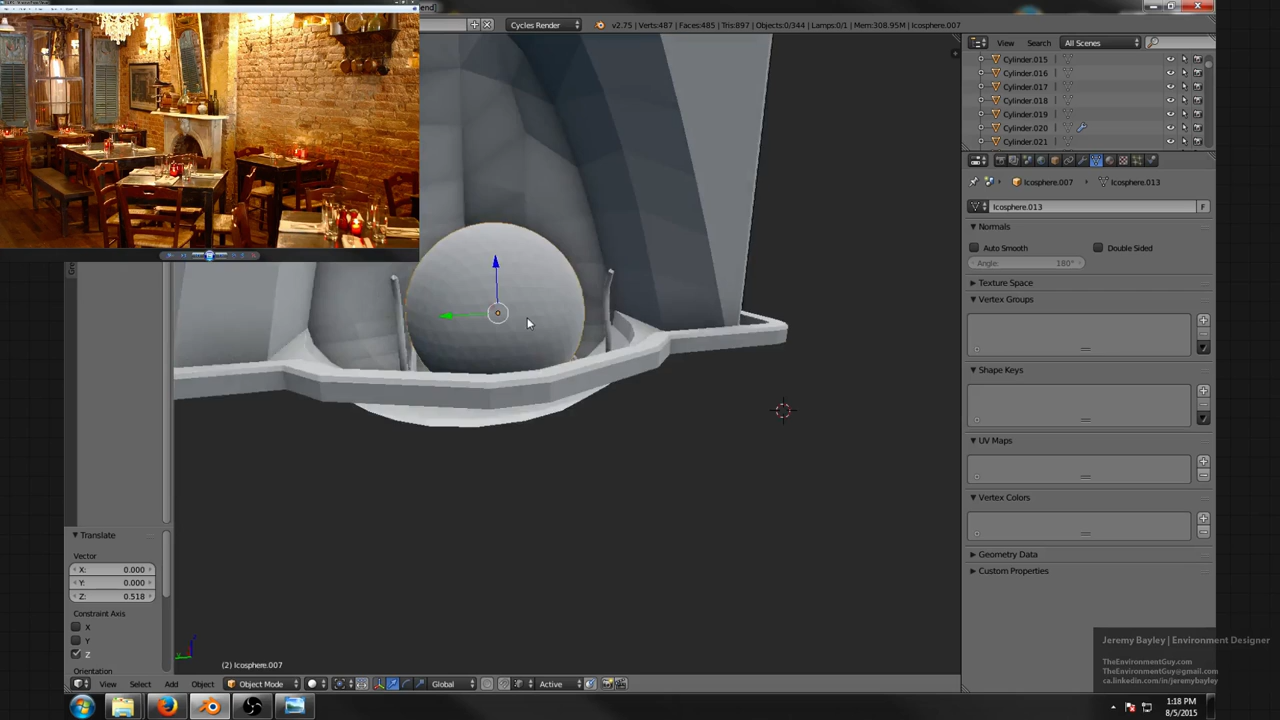 end]
Cycles Render
v2.75 | Verts:487 | Faces:485 | Tris:897 | Objects:0/344 | Lamps:0/1 | Mem:308.95M | Icosphere.007
View Search All Scenes
Cylinder.015
Cylinder.016
Cylinder.017
Cylinder.018
Cylinder.019
Cylinder.020
Cylinder.021
Icosphere.007 Icosphere.013
Icosphere.013 F
Normals
Auto Smooth Double Sided
Angle: 180°
Texture Space
Vertex Groups
Shape Keys
UV Maps
Vertex Colors
Geometry Data
Custom Properties
Translate
Vector
X: 0.000
Y: 0.000
Z: 0.518
Constraint Axis
X
Y
Z
Orientation
(2) Icosphere.007
View Select Add Object Object Mode Global Active
Jeremy Bayley | Environment Designer
TheEnvironmentGuy.com
TheEnvironmentGuy@gmail.com
ca.linkedin.com/in/jeremybayley
1:18 PM
8/5/2015